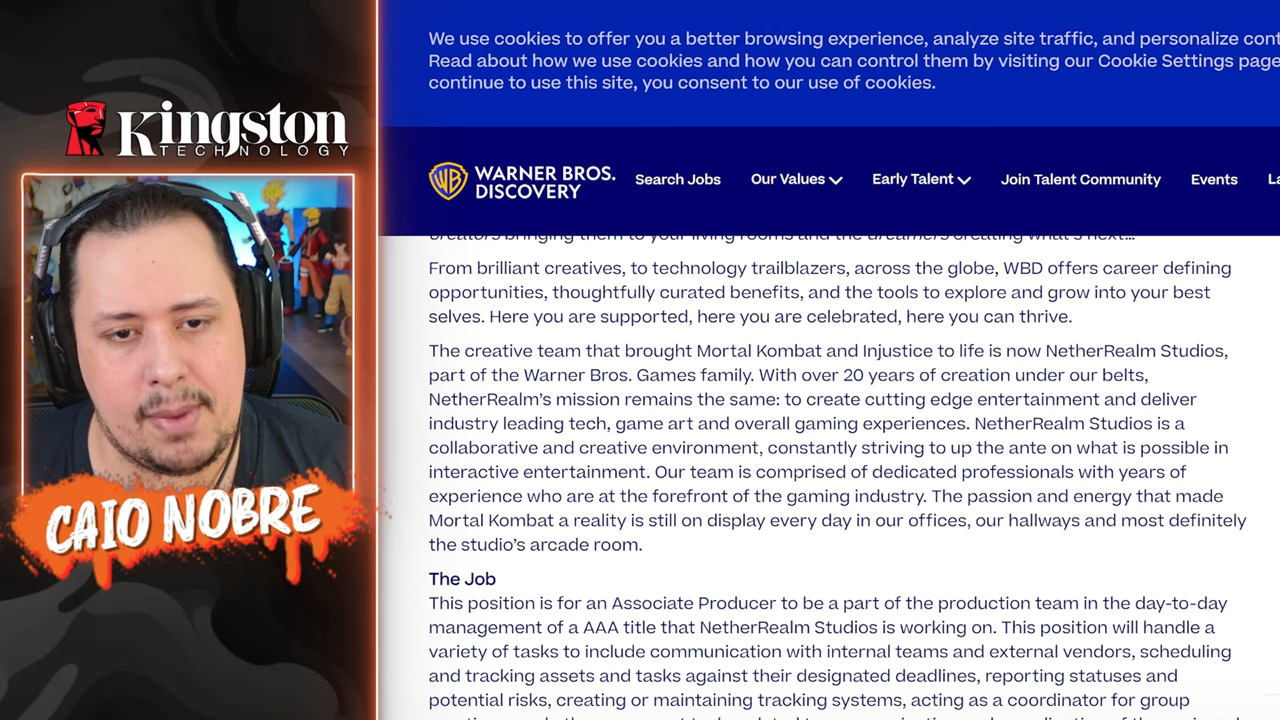 Kingston
TECHNOLOGY
CAIO NOBRE
We use cookies to offer you a better browsing experience, analyze site traffic, and personalize cont
Read about how we use cookies and how you can control them by visiting our Cookie Settings page
continue to use this site, you consent to our use of cookies.
WARNER BROS.
DISCOVERY
Search Jobs
Our Values
Early Talent
Join Talent Community
Events
La
creators bringing them to your living rooms and the dreamers creating what's next…
From brilliant creatives, to technology trailblazers, across the globe, WBD offers career defining
opportunities, thoughtfully curated benefits, and the tools to explore and grow into your best
selves. Here you are supported, here you are celebrated, here you can thrive.
The creative team that brought Mortal Kombat and Injustice to life is now NetherRealm Studios,
part of the Warner Bros. Games family. With over 20 years of creation under our belts,
NetherRealm's mission remains the same: to create cutting edge entertainment and deliver
industry leading tech, game art and overall gaming experiences. NetherRealm Studios is a
collaborative and creative environment, constantly striving to up the ante on what is possible in
interactive entertainment. Our team is comprised of dedicated professionals with years of
experience who are at the forefront of the gaming industry. The passion and energy that made
Mortal Kombat a reality is still on display every day in our offices, our hallways and most definitely
the studio's arcade room.
The Job
This position is for an Associate Producer to be a part of the production team in the day-to-day
management of a AAA title that NetherRealm Studios is working on. This position will handle a
variety of tasks to include communication with internal teams and external vendors, scheduling
and tracking assets and tasks against their designated deadlines, reporting statuses and
potential risks, creating or maintaining tracking systems, acting as a coordinator for group